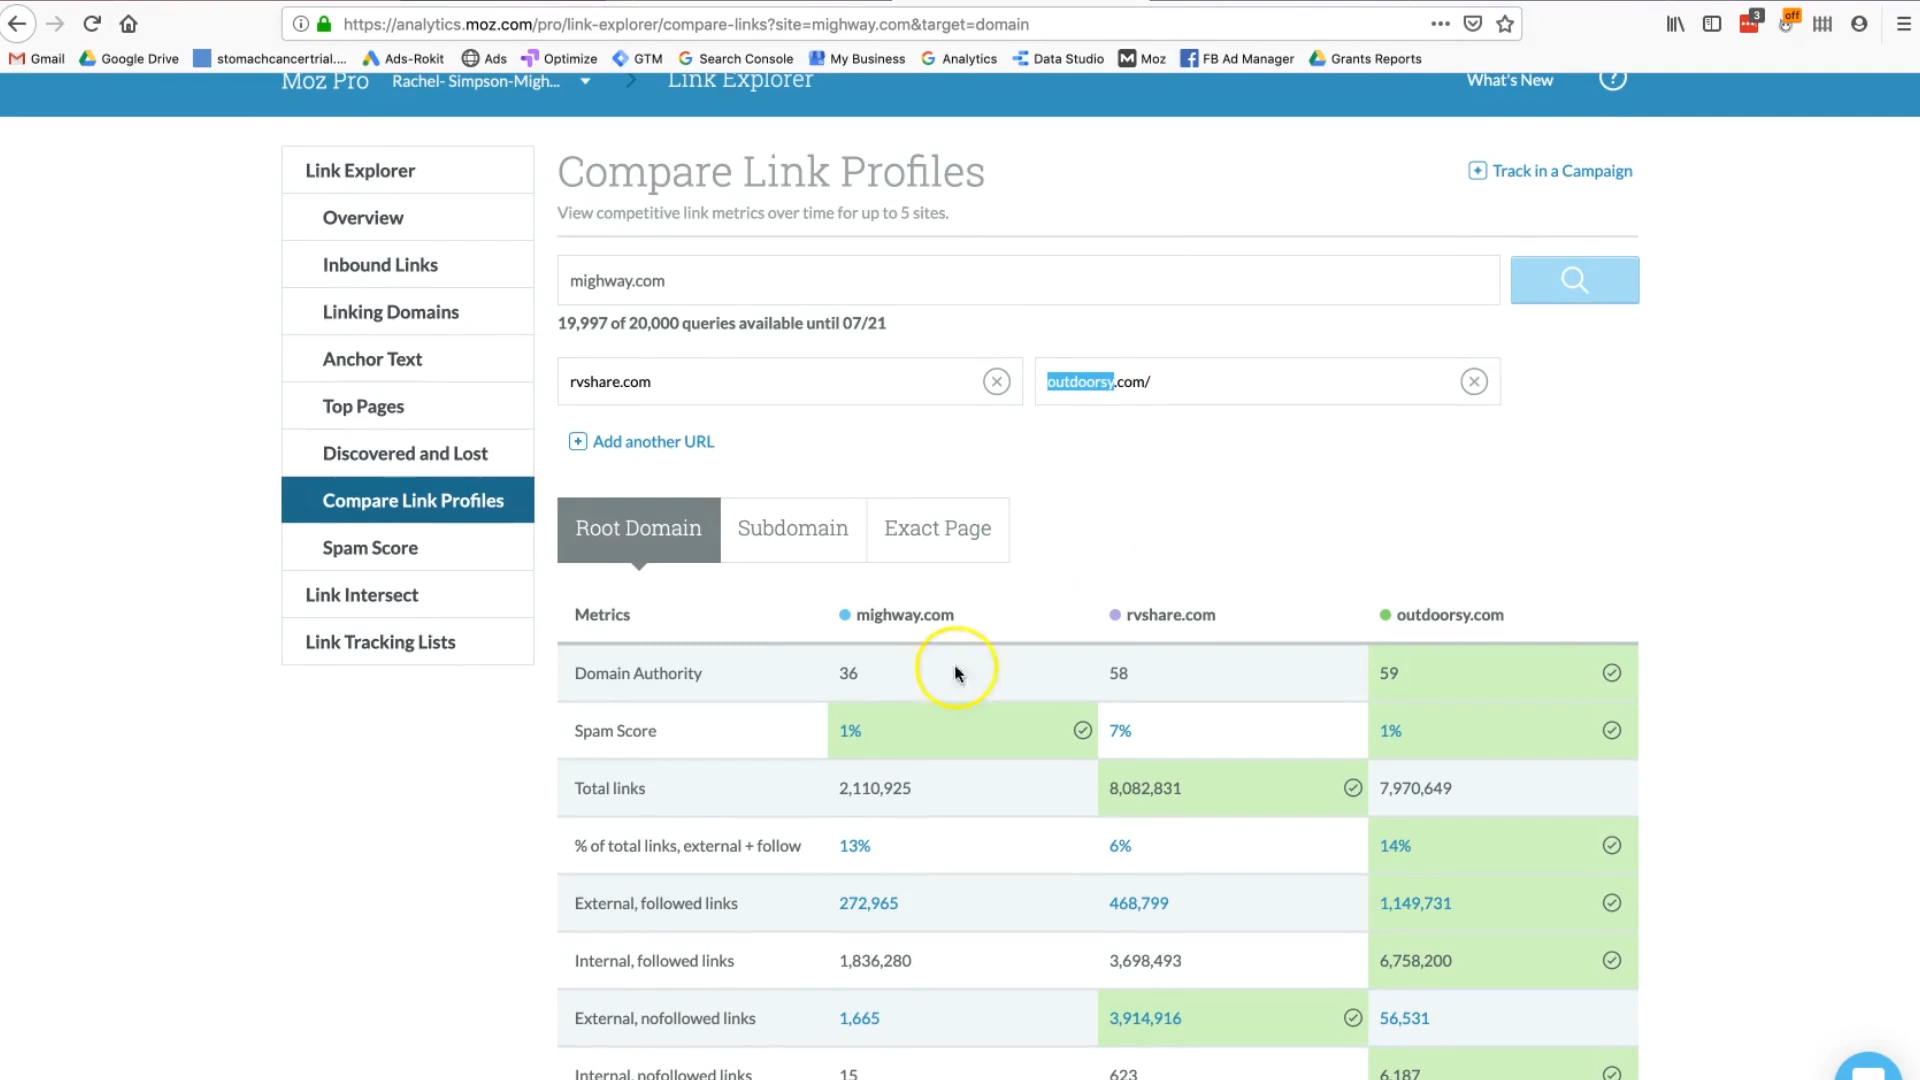 https://analytics.moz.com/pro/link-explorer/compare-links?site=mighway.com&target=domain
3
off
Gmail
Google Drive
stomachcancertrial....
Ads-Rokit
Ads
Optimize
GTM
Search Console
My Business
Analytics
Data Studio
Moz
FB Ad Manager
Grants Reports
Moz Pro
Rachel- Simpson-Migh...
Link Explorer
What's New
?
Link Explorer
Overview
Inbound Links
Linking Domains
Anchor Text
Top Pages
Discovered and Lost
Compare Link Profiles
Spam Score
Link Intersect
Link Tracking Lists
Compare Link Profiles
Track in a Campaign
View competitive link metrics over time for up to 5 sites.
mighway.com
19,997 of 20,000 queries available until 07/21
rvshare.com
outdoorsy.com/
Add another URL
Root Domain
Subdomain
Exact Page
Metrics mighway.com rvshare.com outdoorsy.com
Domain Authority 36 58 59
Spam Score 1% 7% 1%
Total links 2,110,925 8,082,831 7,970,649
% of total links, external + follow 13% 6% 14%
External, followed links 272,965 468,799 1,149,731
Internal, followed links 1,836,280 3,698,493 6,758,200
External, nofollowed links 1,665 3,914,916 56,531
Internal, nofollowed links 15 623 6,187